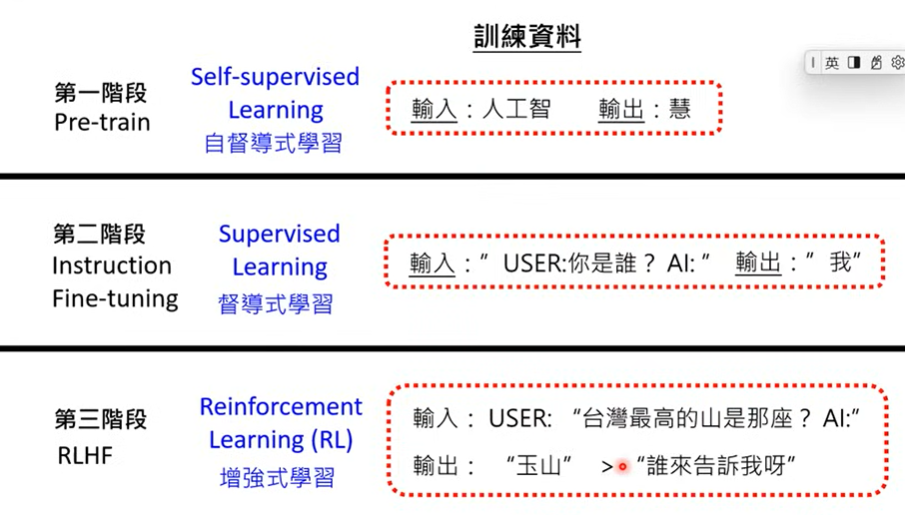 訓練資料
英
第一階段
Pre-train
Self-supervised
Learning
自督導式學習
輸入：人工智 輸出：慧
第二階段
Instruction
Fine-tuning
Supervised
Learning
督導式學習
輸入：”USER:你是誰？ AI: ” 輸出：”我”
第三階段
RLHF
Reinforcement
Learning (RL)
增強式學習
輸入： USER: “台灣最高的山是那座？ AI:”
輸出： “玉山” > “誰來告訴我呀”